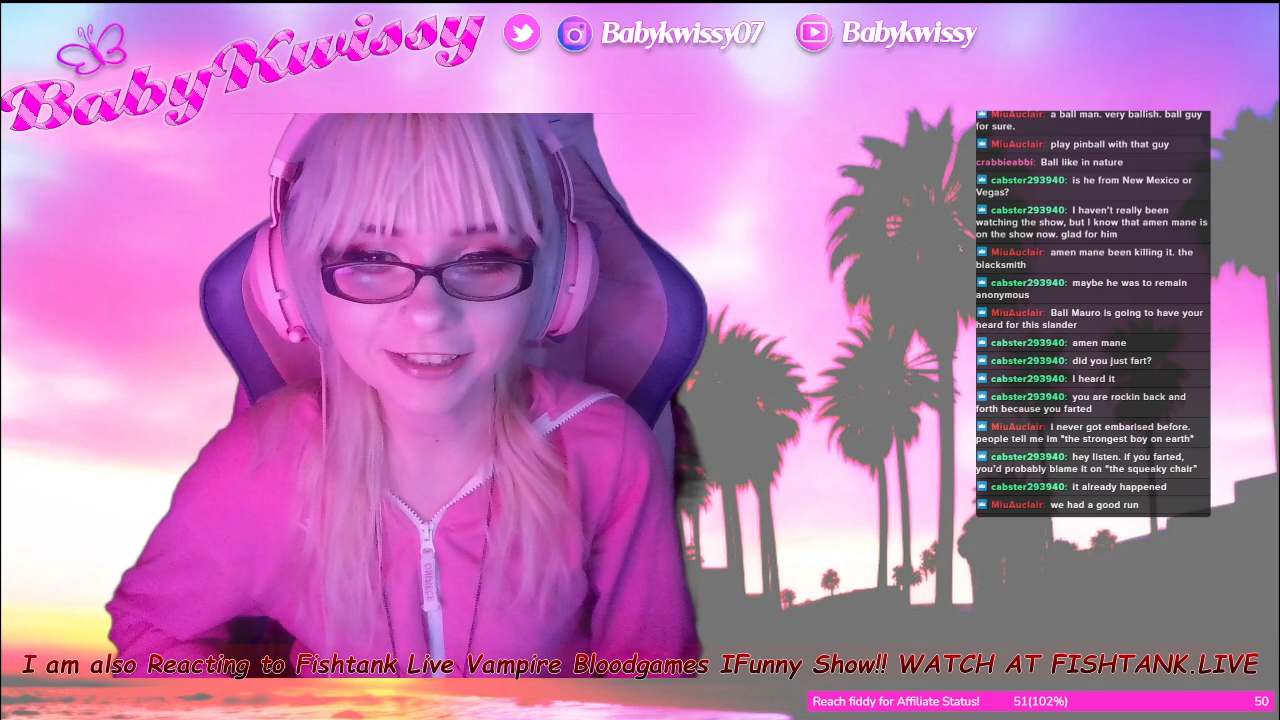 BabyKwissy
Babykwissy07
Babykwissy
MiuAuclair: a ball man. very ballish. ball guy
for sure.
MiuAuclair: play pinball with that guy
crabbieabbi: Ball like in nature
cabster293940: is he from New Mexico or
Vegas?
cabster293940: I haven't really been
watching the show, but I know that amen mane is
on the show now. glad for him
MiuAuclair: amen mane been killing it. the
blacksmith
cabster293940: maybe he was to remain
anonymous
MiuAuclair: Ball Mauro is going to have your
heard for this slander
cabster293940: amen mane
cabster293940: did you just fart?
cabster293940: I heard it
cabster293940: you are rockin back and
forth because you farted
MiuAuclair: i never got embarised before.
people tell me im "the strongest boy on earth"
cabster293940: hey listen. if you farted,
you'd probably blame it on "the squeaky chair"
cabster293940: it already happened
MiuAuclair: we had a good run
I am also Reacting to Fishtank Live Vampire Bloodgames IFunny Show!! WATCH AT FISHTANK.LIVE
Reach fiddy for Affiliate Status! 51(102%) 50